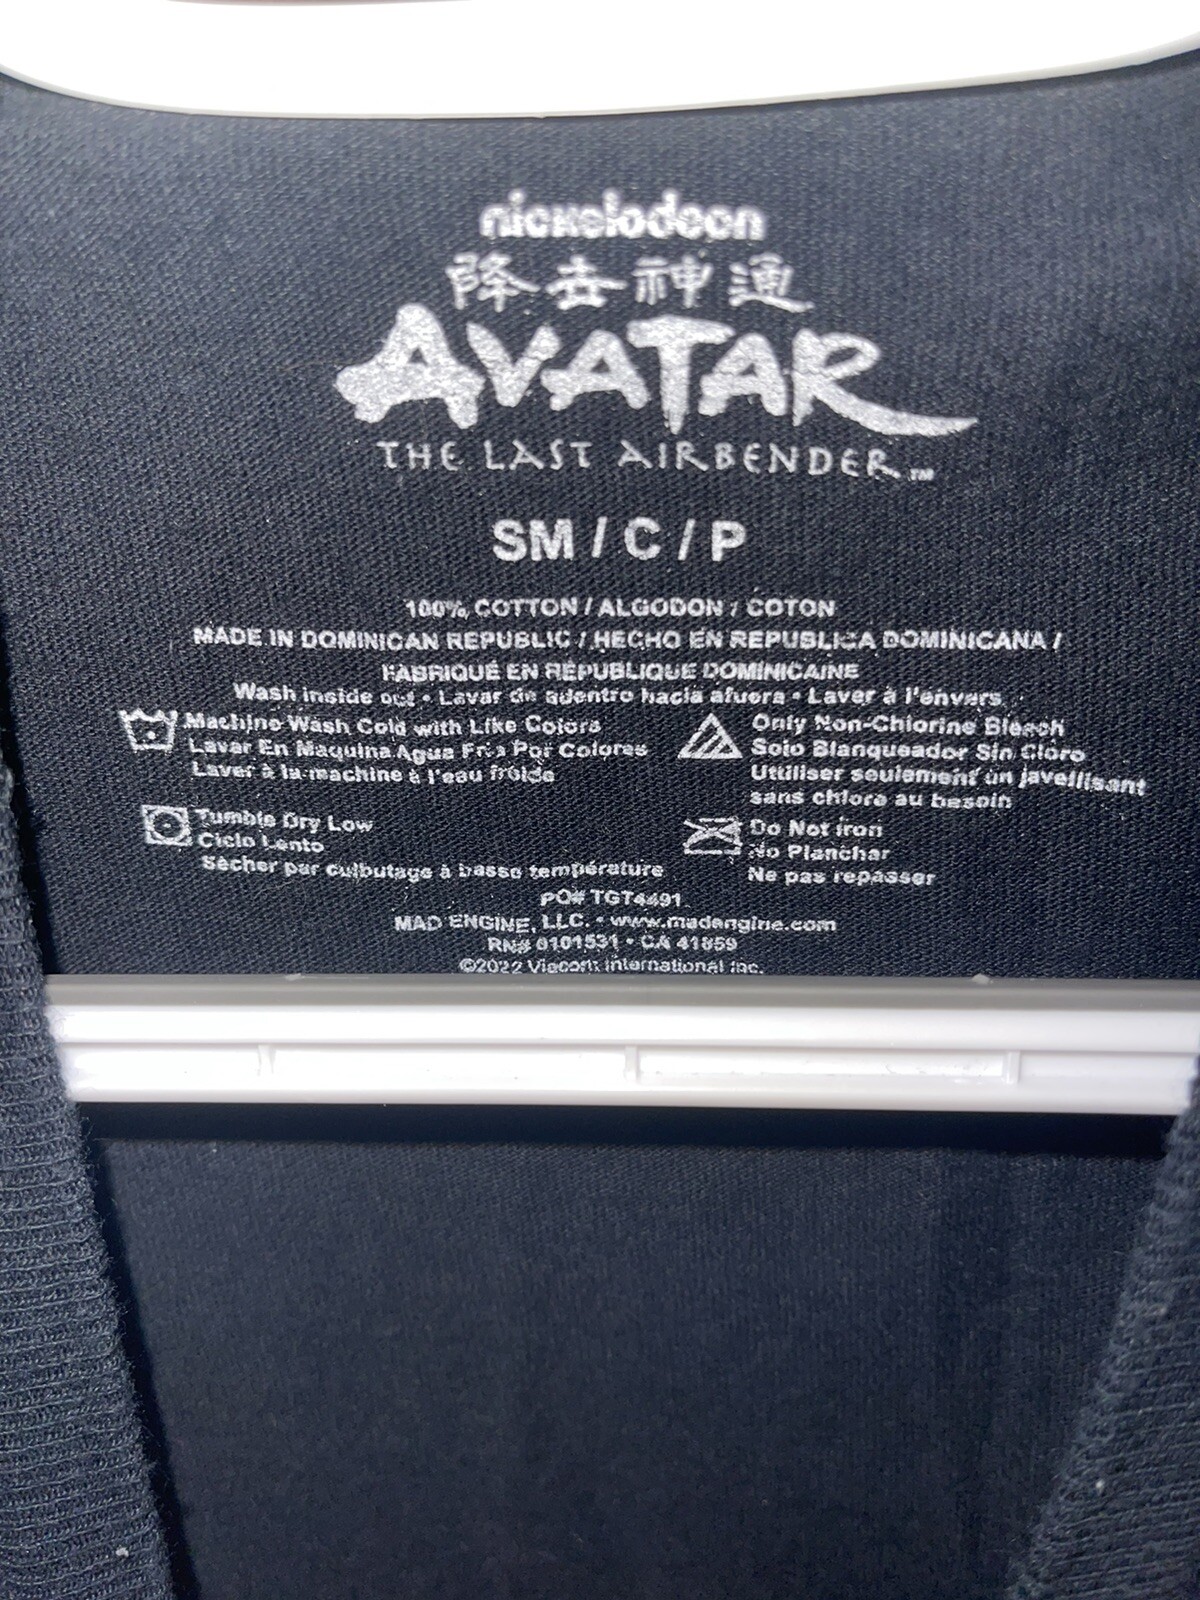 nickelodeon
降去神通
AVATAR
THE LAST AIRBENDER™
SM / C / P
100% COTTON / ALGODON / COTON
MADE IN DOMINICAN REPUBLIC / HECHO EN REPUBLICA DOMINICANA /
FABRIQUÉ EN RÉPUBLIQUE DOMINICAINE
Wash inside out • Lavar de adentro hacia afuera • Laver à l'envers
Machine Wash Cold with Like Colors
Lavar En Maquina Agua Fria Por Colores
Laver à la machine à l'eau froide
Only Non-Chlorine Bleach
Solo Blanqueador Sin Cloro
Uttiliser seulement un javellisant
sans chlore au besoin
Tumble Dry Low
Ciclo Lento
Sécher par culbutage à basse température
Do Not Iron
No Planchar
Ne pas repasser
PO# TGT4491
MAD ENGINE, LLC. • www.madengine.com
RN# 0101531 • CA 41859
©2022 Viacom International Inc.